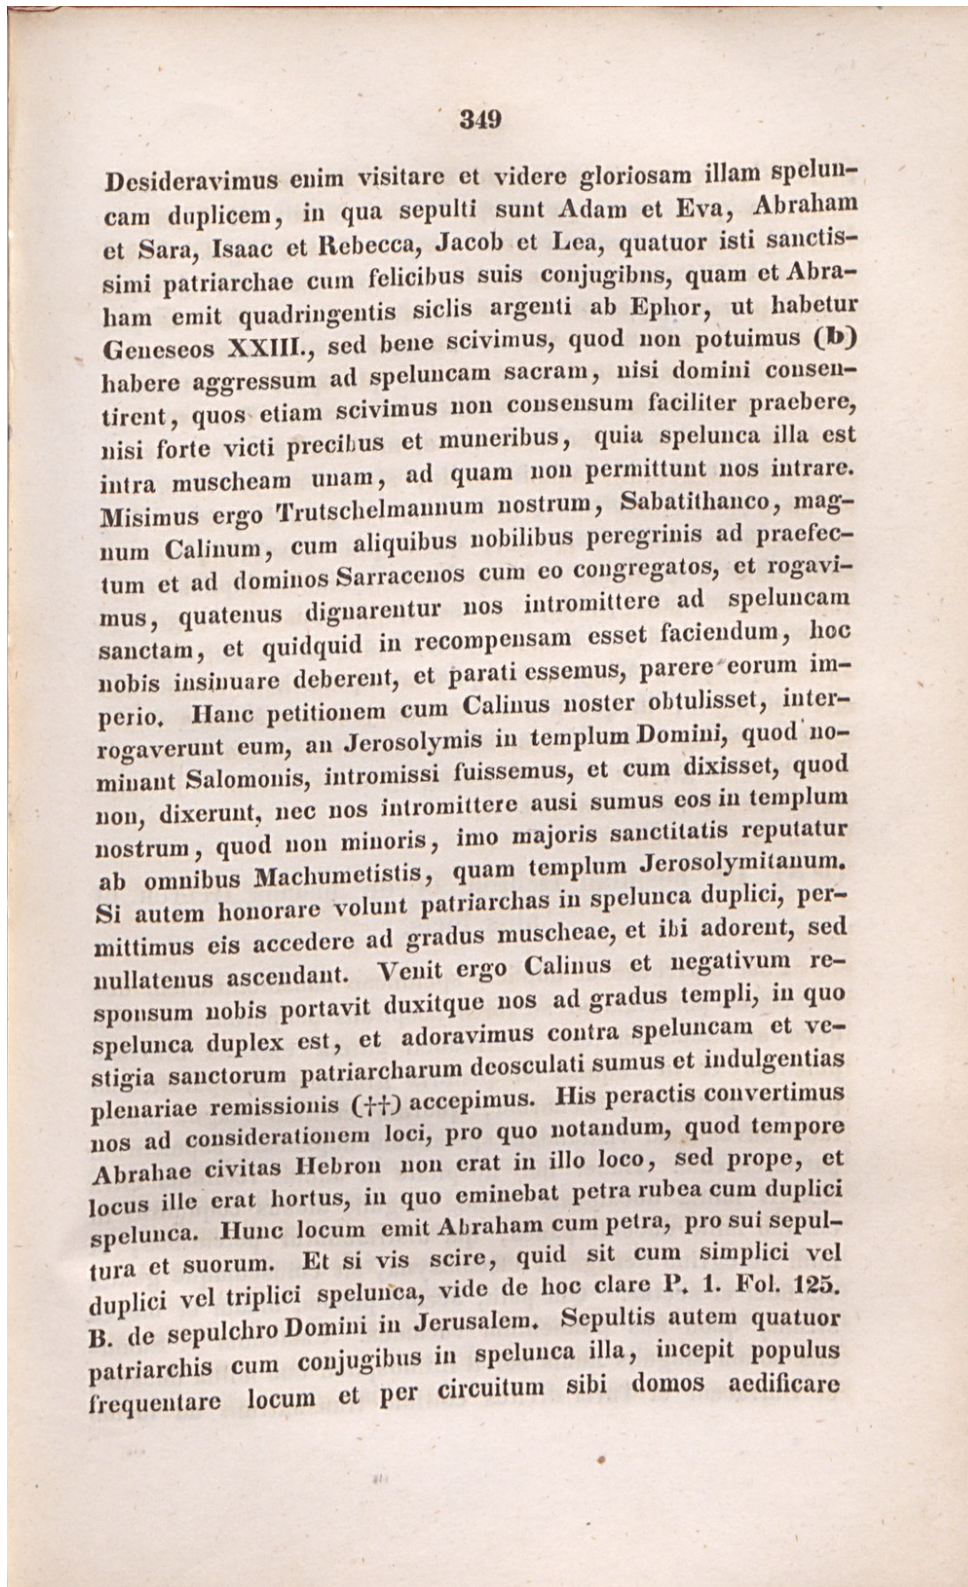 349
Desideravimus enim visitare et videre gloriosam illam spelun-
cam duplicem, in qua sepulti sunt Adam et Eva, Abraham
et Sara, Isaac et Rebecca, Jacob et Lea, quatuor isti sanctis-
simi patriarchae cum felicibus suis conjugibns, quam et Abra-
ham emit quadringentis siclis argenti ab Ephor, ut habetur
Geneseos XXIII., sed bene scivimus, quod non potuimus (b)
habere aggressum ad speluncam sacram, nisi domini consen-
tirent, quos etiam scivimus non consensum faciliter praebere,
nisi forte victi precibus et muneribus, quia spelunca illa est
intra muscheam unam, ad quam non permittunt nos intrare.
Misimus ergo Trutschelmannum nostrum, Sabatithanco, mag-
num Calinum, cum aliquibus nobilibus peregrinis ad praefec-
tum et ad dominos Sarracenos cum eo congregatos, et rogavi-
mus, quatenus dignarentur nos intromittere ad speluncam
sanctam, et quidquid in recompensam esset faciendum, hoc
nobis insinuare deberent, et parati essemus, parere eorum im-
perio. Hanc petitionem cum Calinus noster obtulisset, inter-
rogaverunt eum, an Jerosolymis in templum Domini, quod no-
minant Salomonis, intromissi fuissemus, et cum dixisset, quod
non, dixerunt, nec nos intromittere ausi sumus eos in templum
nostrum, quod non minoris, imo majoris sanctitatis reputatur
ab omnibus Machumetistis, quam templum Jerosolymitanum.
Si autem honorare volunt patriarchas in spelunca duplici, per-
mittimus eis accedere ad gradus muscheae, et ibi adorent, sed
nullatenus ascendant. Venit ergo Calinus et negativum re-
sponsum nobis portavit duxitque nos ad gradus templi, in quo
spelunca duplex est, et adoravimus contra speluncam et ve-
stigia sanctorum patriarcharum deosculati sumus et indulgentias
plenariae remissionis (††) accepimus. His peractis convertimus
nos ad considerationem loci, pro quo notandum, quod tempore
Abrahae civitas Hebron non erat in illo loco, sed prope, et
locus ille erat hortus, in quo eminebat petra rubea cum duplici
spelunca. Hunc locum emit Abraham cum petra, pro sui sepul-
tura et suorum. Et si vis scire, quid sit cum simplici vel
duplici vel triplici spelunca, vide de hoc clare P. 1. Fol. 125.
B. de sepulchro Domini in Jerusalem. Sepultis autem quatuor
patriarchis cum conjugibus in spelunca illa, incepit populus
frequentare locum et per circuitum sibi domos aedificare